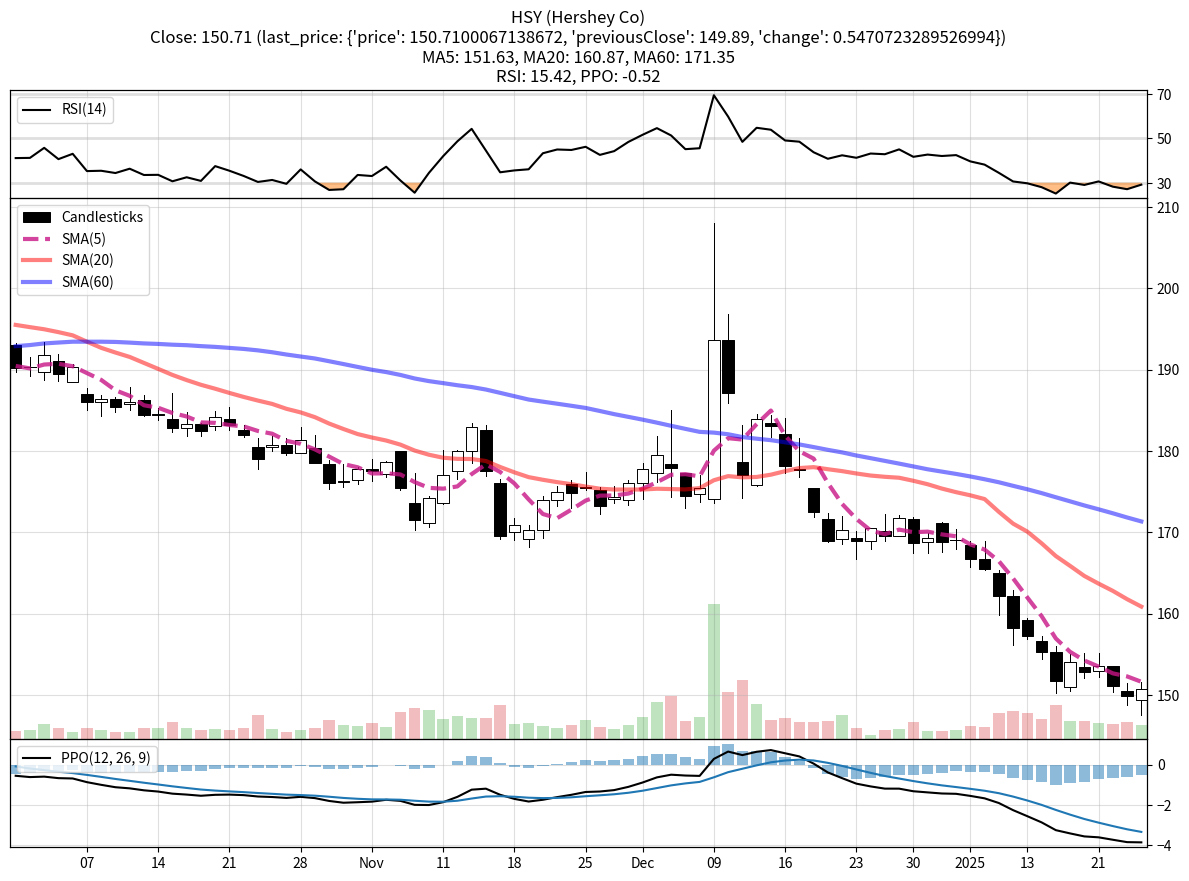 HSY (Hershey Co)
Close: 150.71 (last_price: {'price': 150.7100067138672, 'previousClose': 149.89, 'change': 0.5470723289526994})
MA5: 151.63, MA20: 160.87, MA60: 171.35
RSI: 15.42, PPO: -0.52
RSI(14)
70
50
30
Candlesticks
SMA(5)
SMA(20)
SMA(60)
210
200
190
180
170
160
150
PPO(12, 26, 9)
0
−2
−4
07 14 21 28 Nov 11 18 25 Dec 09 16 23 30 2025 13 21